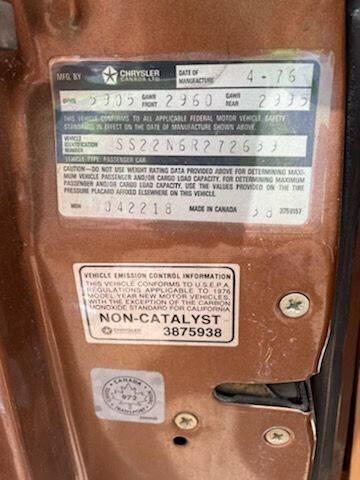 MFG. BY CHRYSLER CANADA LTD. DATE OF MANUFACTURE 4-76
GVWR 5305 GAWR FRONT 2960 GAWR REAR
THIS VEHICLE CONFORMS TO ALL APPLICABLE FEDERAL MOTOR VEHICLE SAFETY
STANDARDS IN EFFECT ON THE DATE OF MANUFACTURE SHOWN ABOVE.
VEHICLE IDENTIFICATION NUMBER SS22N6R272639
VEHICLE TYPE: PASSENGER CAR
CAUTION—DO NOT USE WEIGHT RATING DATA PROVIDED ABOVE FOR DETERMINING MAXI-
MUM VEHICLE PASSENGER AND/OR CARGO LOAD CAPACITY. FOR DETERMINING MAXIMUM
PASSENGER AND/OR CARGO LOAD CAPACITY, USE THE VALUES PROVIDED ON THE TIRE
PRESSURE PLACARD AFFIXED ELSEWHERE ON THIS VEHICLE.
MDH 042218 MADE IN CANADA 38 3750157
VEHICLE EMISSION CONTROL INFORMATION
THIS VEHICLE CONFORMS TO U.S.E.P.A.
REGULATIONS APPLICABLE TO 1976
MODEL-YEAR NEW MOTOR VEHICLES
WITH THE EXCEPTION OF THE CARBON
MONOXIDE STANDARD FOR CALIFORNIA
NON-CATALYST
CHRYSLER 3875938
CANADA
972
TRANSPORT